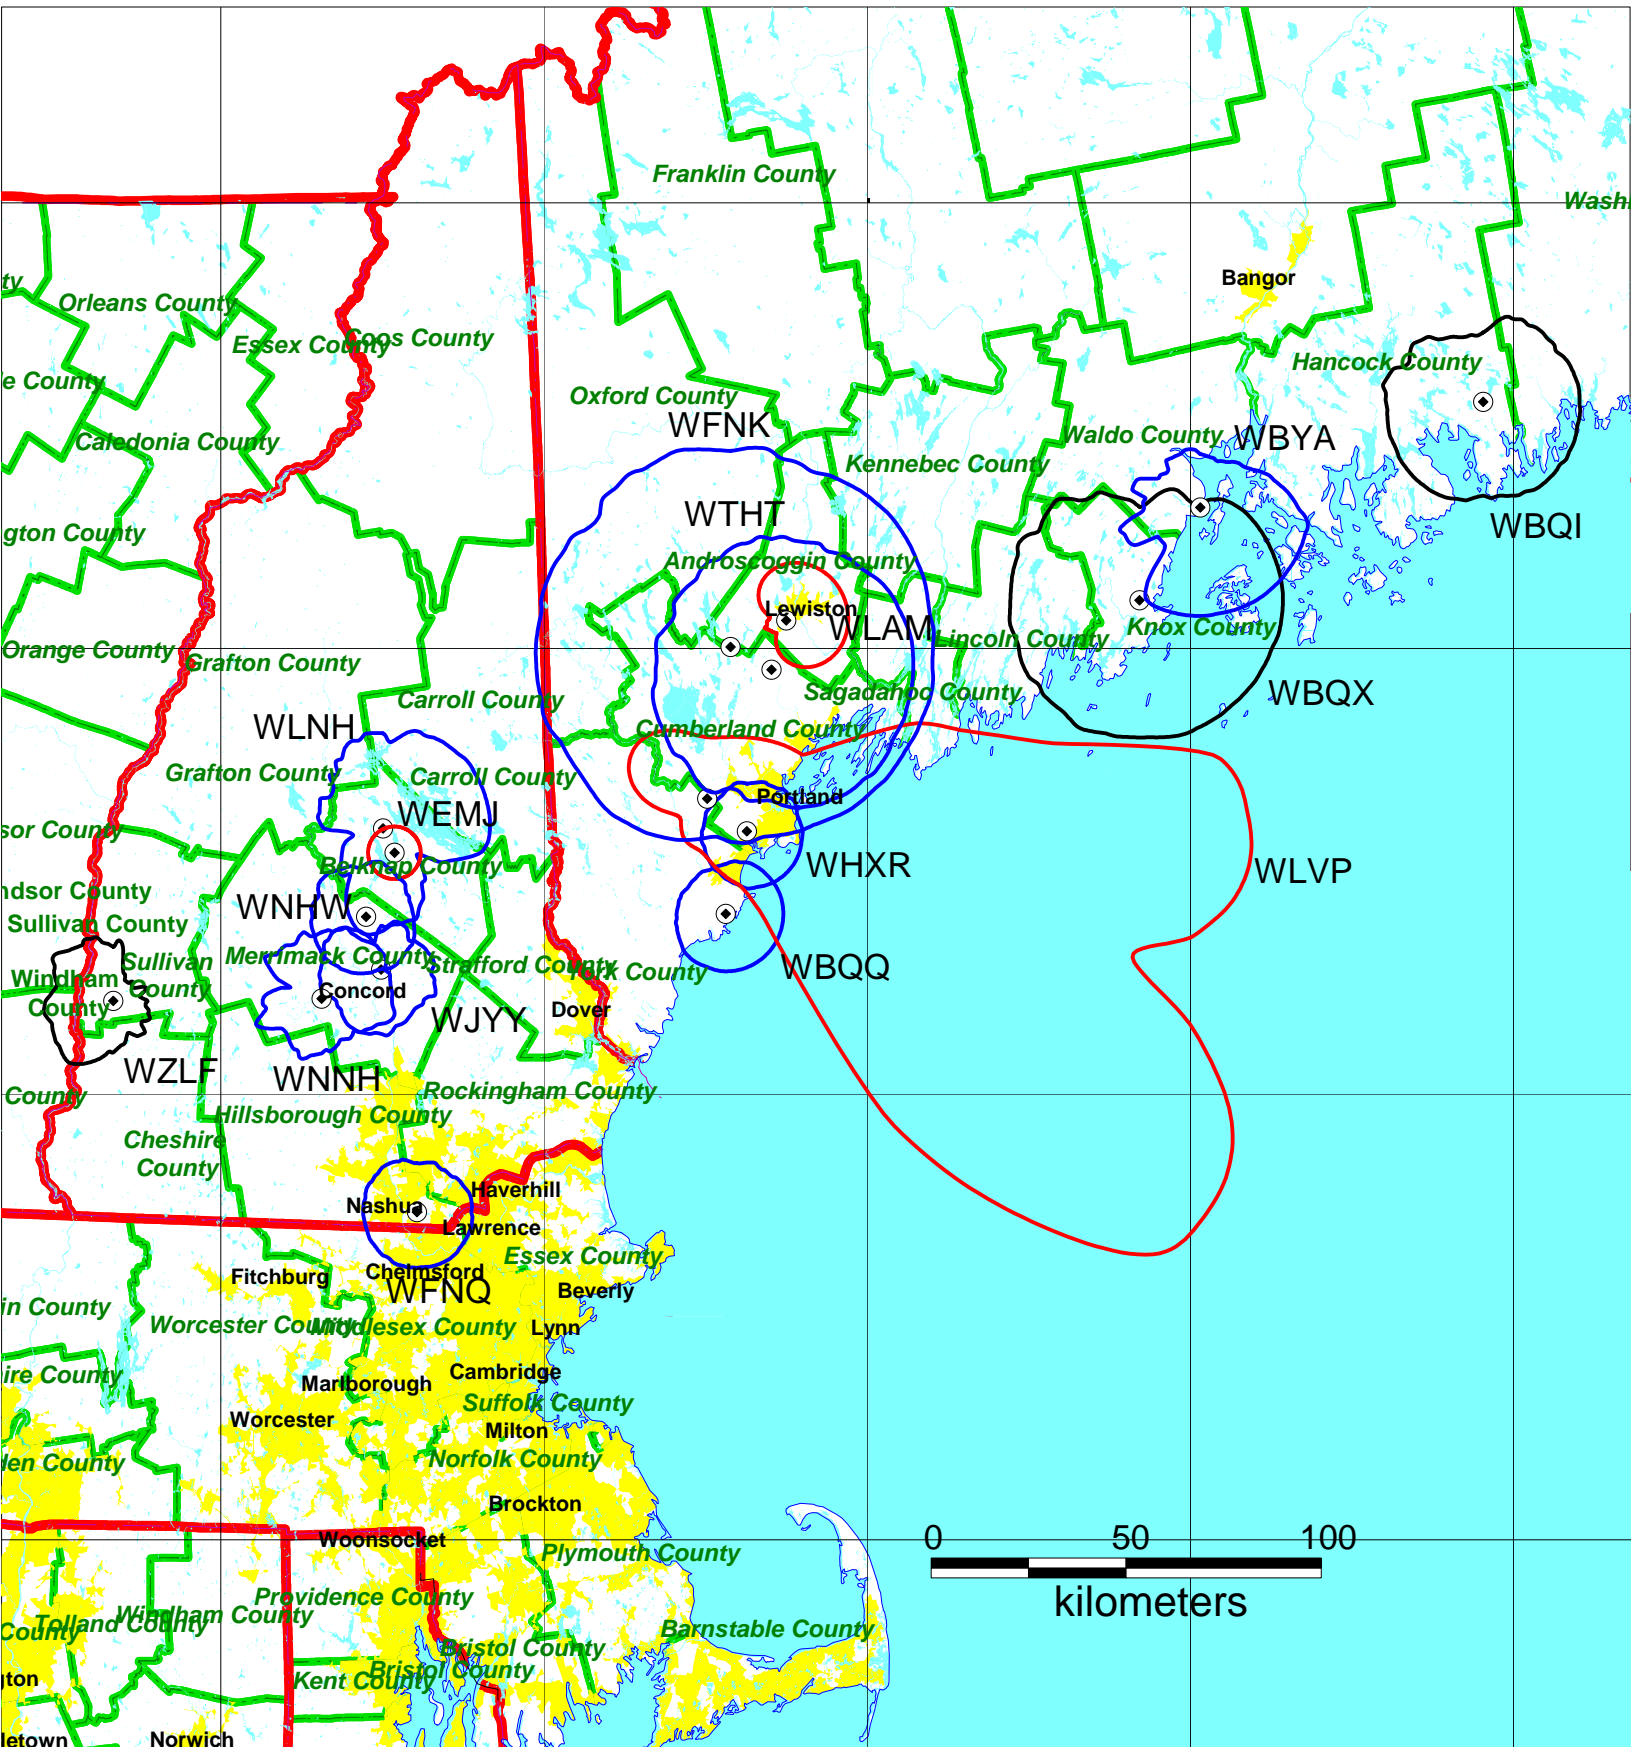 Franklin County
Washi
Bangor
ty
Orleans County
Essex County
Coos County
Hancock County
le County
Oxford County
WFNK
Caledonia County
Waldo County
WBYA
Kennebec County
WTHT
WBQI
gton County
Androscoggin County
Lewiston
WLAM
Lincoln County
Knox County
Orange County
Grafton County
Carroll County
Sagadahoc County
WBQX
WLNH
Cumberland County
Grafton County
Carroll County
Portland
WEMJ
sor County
Belknap County
WHXR
WLVP
ndsor County
WNHW
Sullivan County
Merrimack County
Strafford County
York County
WBQQ
Sullivan
County
Windham
County
Concord
Dover
WJYY
WZLF
WNNH
County
Rockingham County
Hillsborough County
Cheshire
County
Haverhill
Nashua
Lawrence
Essex County
Fitchburg
Chelmsford
WFNQ
Beverly
in County
Worcester County
Middlesex County
Lynn
ire County
Marlborough
Cambridge
Suffolk County
Worcester
Milton
den County
Norfolk County
Brockton
0 50 100
kilometers
Woonsocket
Plymouth County
Providence County
Windham County
Tolland County
County
Barnstable County
Bristol County
Bristol County
Kent County
gton
letown
Norwich